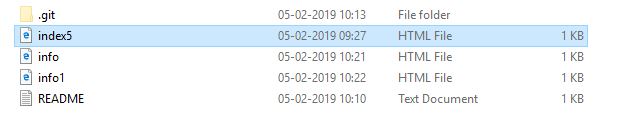 .git 05-02-2019 10:13 File folder
index5 05-02-2019 09:27 HTML File 1 KB
info 05-02-2019 10:21 HTML File 1 KB
info1 05-02-2019 10:22 HTML File 1 KB
README 05-02-2019 10:10 Text Document 1 KB